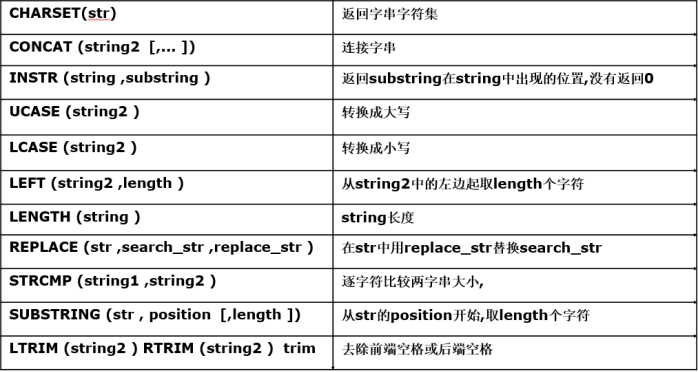 CHARSET(str) 返回字串字符集
CONCAT (string2 [,... ]) 连接字串
INSTR (string ,substring ) 返回substring在string中出现的位置,没有返回0
UCASE (string2 ) 转换成大写
LCASE (string2 ) 转换成小写
LEFT (string2 ,length ) 从string2中的左边起取length个字符
LENGTH (string ) string长度
REPLACE (str ,search_str ,replace_str ) 在str中用replace_str替换search_str
STRCMP (string1 ,string2 ) 逐字符比较两字串大小,
SUBSTRING (str , position [,length ]) 从str的position开始,取length个字符
LTRIM (string2 ) RTRIM (string2 ) trim 去除前端空格或后端空格